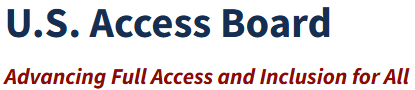 U.S. Access Board
Advancing Full Access and Inclusion for All